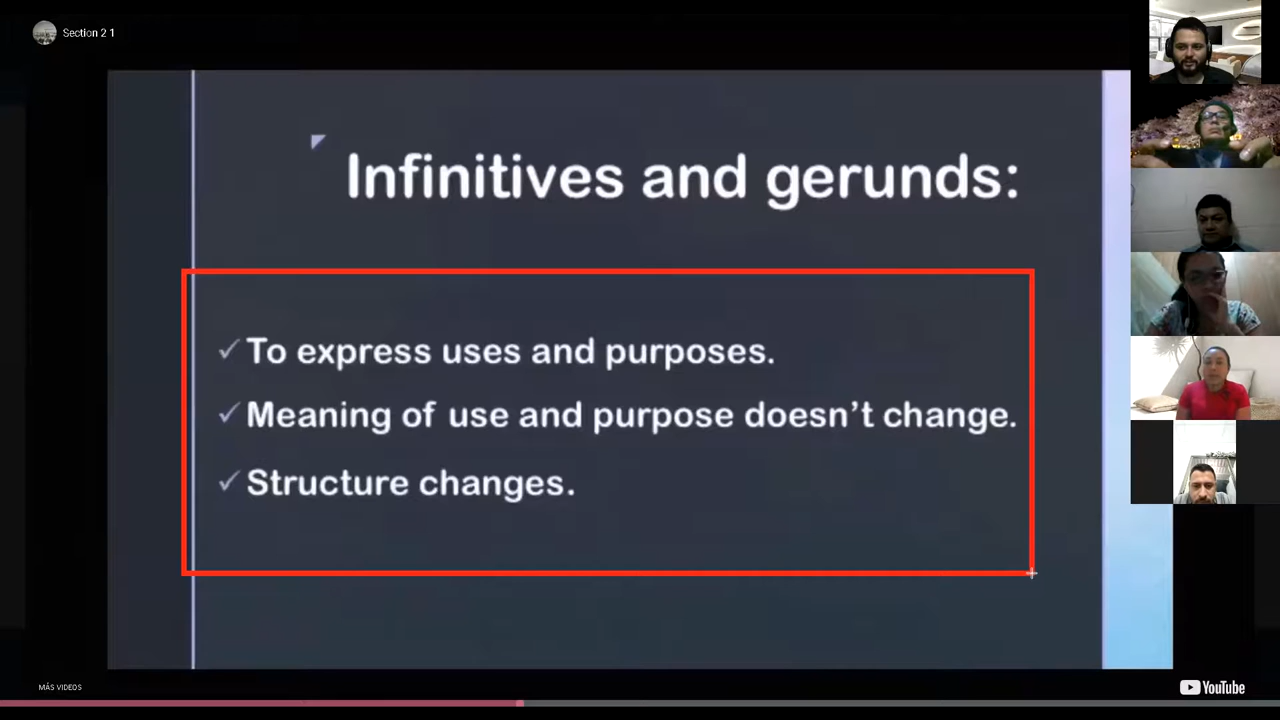 Section 2 1
Infinitives and gerunds:
✓ To express uses and purposes.
✓ Meaning of use and purpose doesn’t change.
✓ Structure changes.
MÁS VIDEOS
YouTube